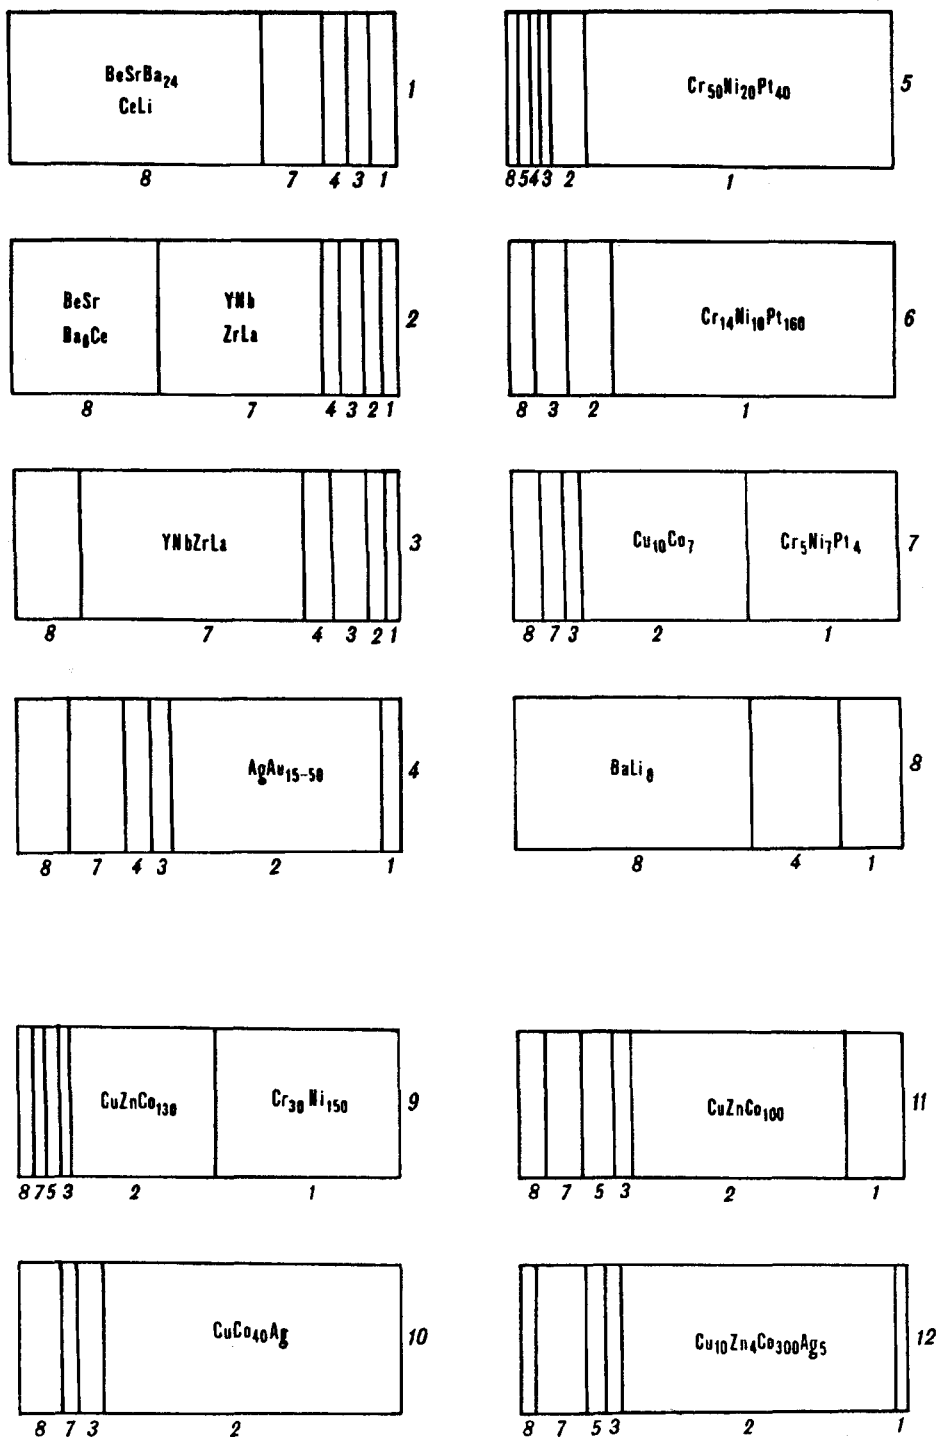 BeSrBa24
CeLi
1
8 7 4 3 1
Cr50Ni20Pt40
5
8 5 4 3 2 1
BeSr
Ba8Ce
YNb
ZrLa
2
8 7 4 3 2 1
Cr14Ni18Pt160
6
8 3 2 1
YNbZrLa
3
8 7 4 3 2 1
Cu10Co7
Cr5Ni7Pt4
7
8 7 3 2 1
AgAu15-50
4
8 7 4 3 2 1
BaLi8
8
8 4 1
CuZnCo130
Cr30Ni150
9
8 7 5 3 2 1
CuZnCo100
11
8 7 5 3 2 1
CuCo40Ag
10
8 7 3 2
Cu10Zn4Co300Ag5
12
8 7 5 3 2 1